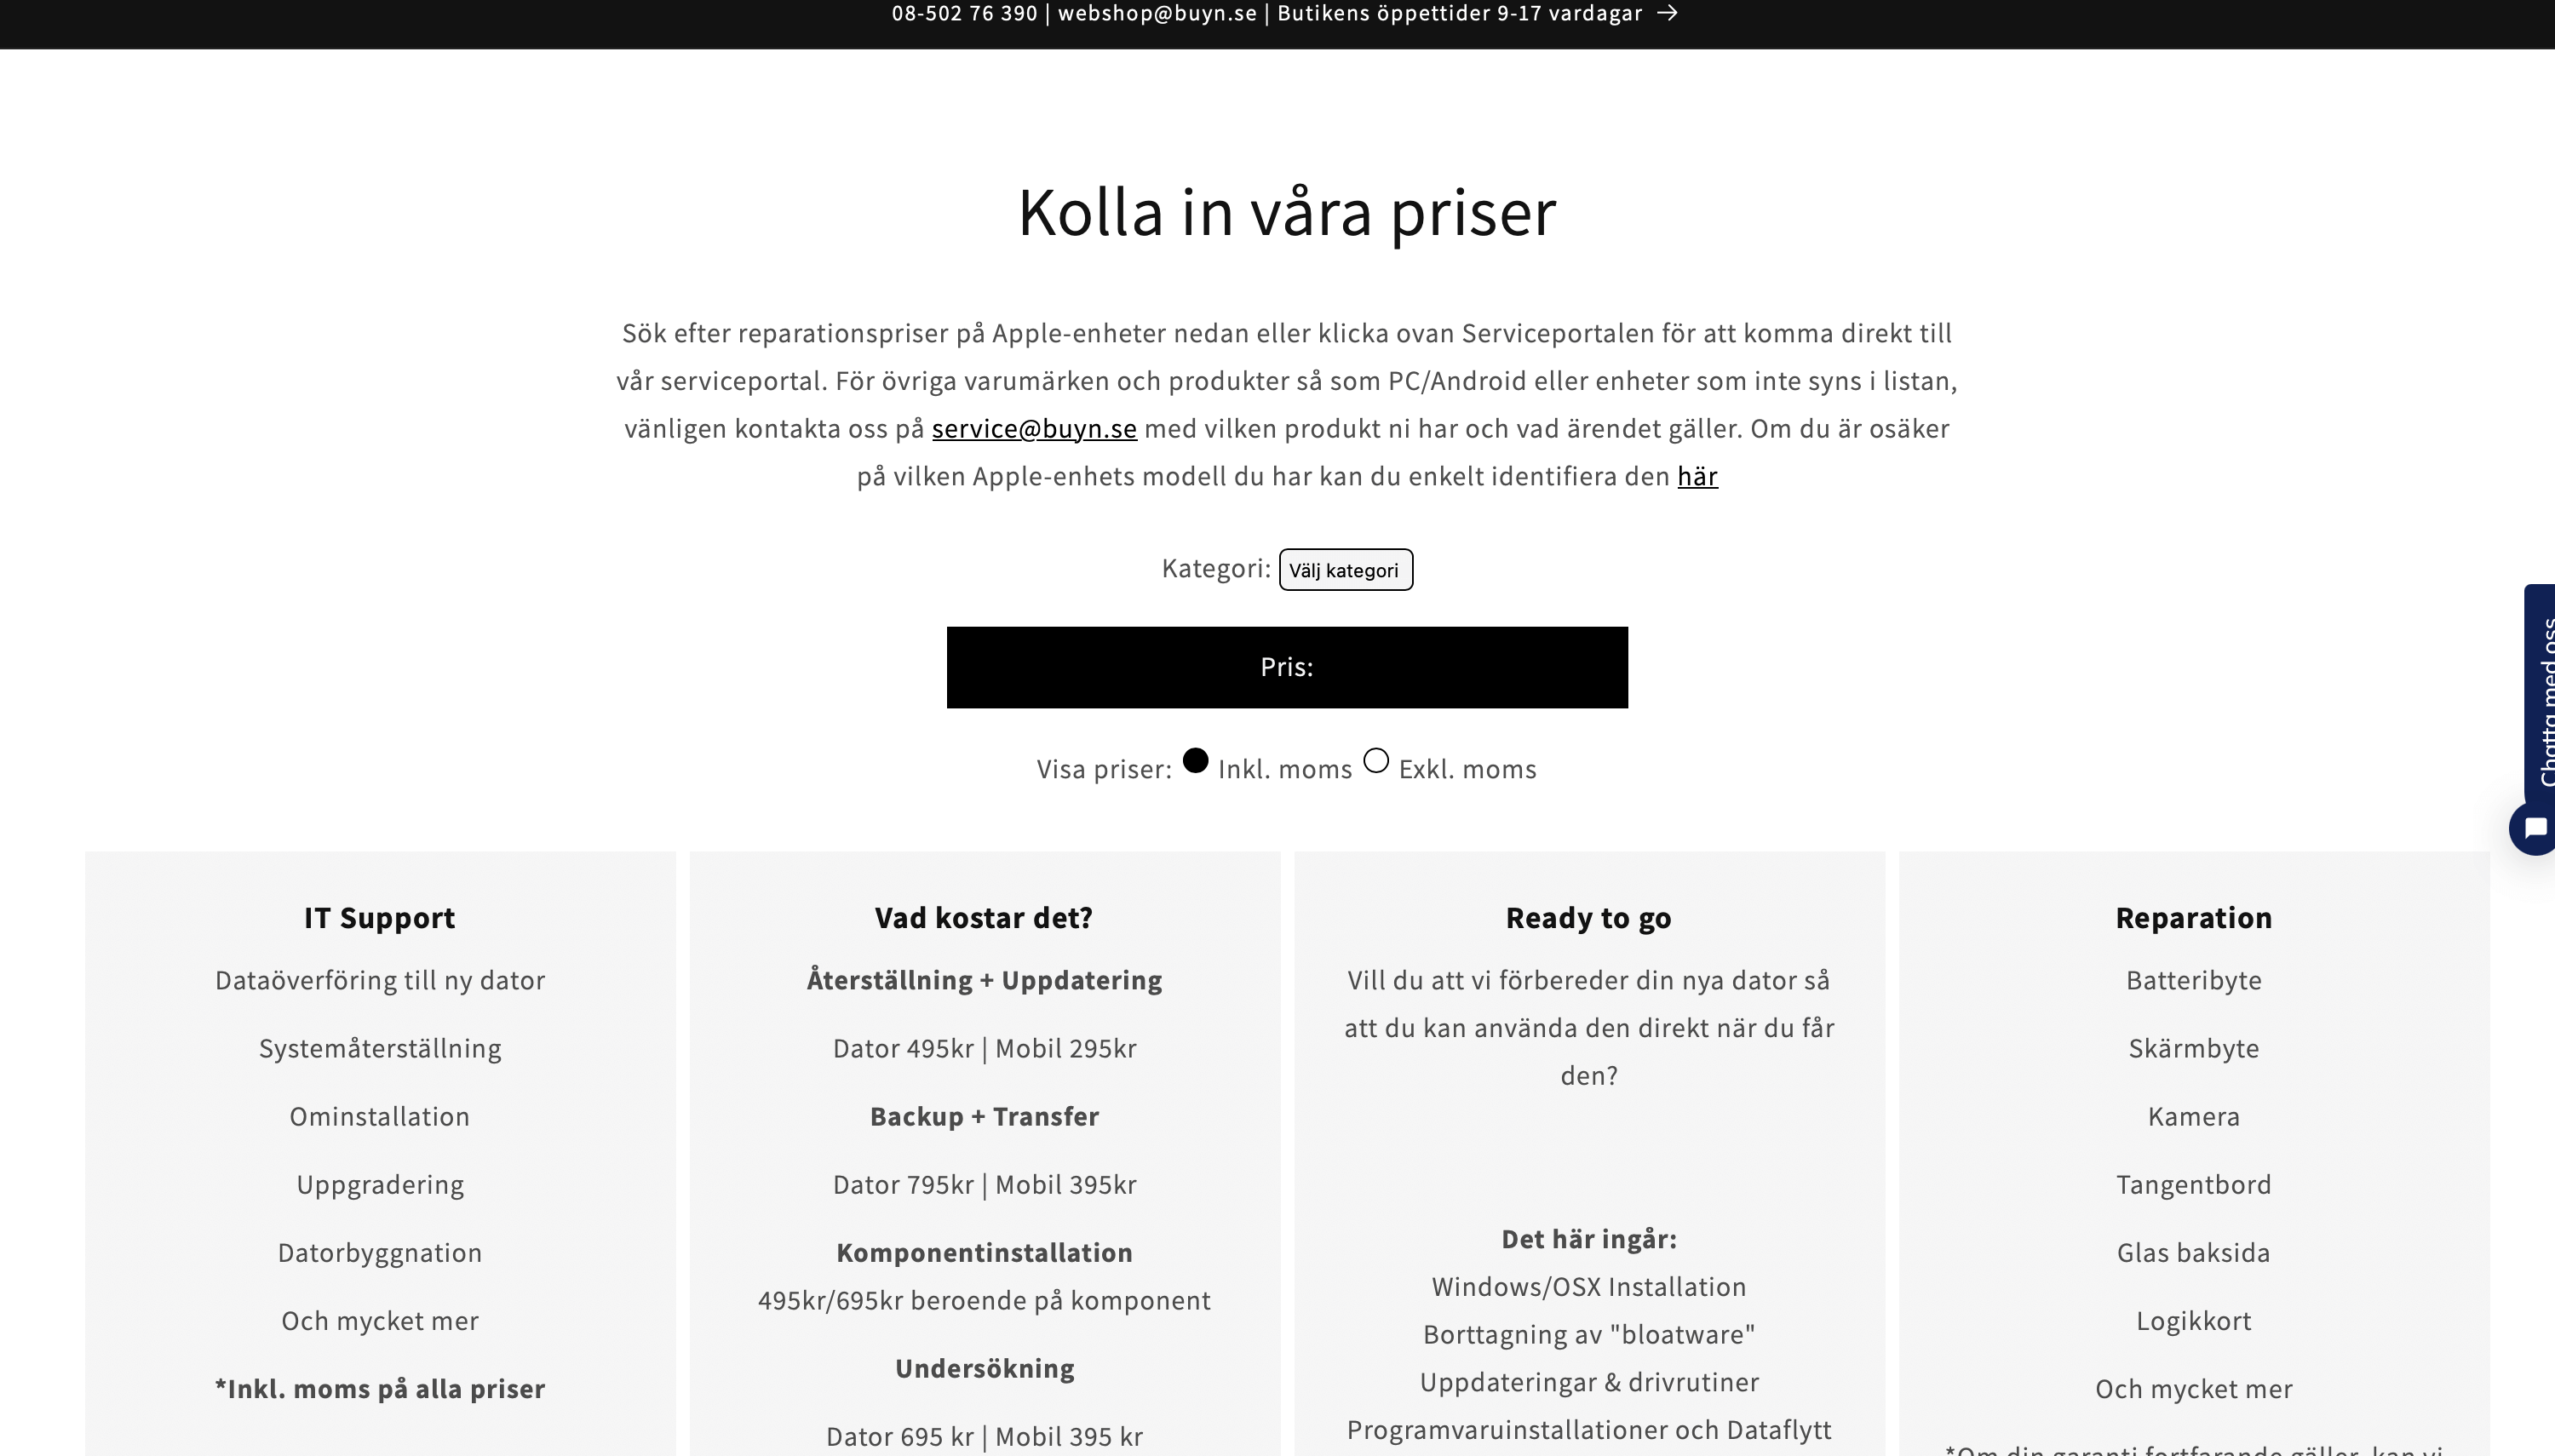 08-502 76 390 | webshop@buyn.se | Butikens öppettider 9-17 vardagar →
Kolla in våra priser
Sök efter reparationspriser på Apple-enheter nedan eller klicka ovan Serviceportalen för att komma direkt till
vår serviceportal. För övriga varumärken och produkter så som PC/Android eller enheter som inte syns i listan,
vänligen kontakta oss på service@buyn.se med vilken produkt ni har och vad ärendet gäller. Om du är osäker
på vilken Apple-enhets modell du har kan du enkelt identifiera den här
Kategori: Välj kategori
Pris:
Visa priser: Inkl. moms Exkl. moms
Chatta med oss
IT Support
Dataöverföring till ny dator
Systemåterställning
Ominstallation
Uppgradering
Datorbyggnation
Och mycket mer
*Inkl. moms på alla priser
Vad kostar det?
Återställning + Uppdatering
Dator 495kr | Mobil 295kr
Backup + Transfer
Dator 795kr | Mobil 395kr
Komponentinstallation
495kr/695kr beroende på komponent
Undersökning
Dator 695 kr | Mobil 395 kr
Ready to go
Vill du att vi förbereder din nya dator så
att du kan använda den direkt när du får
den?
Det här ingår:
Windows/OSX Installation
Borttagning av "bloatware"
Uppdateringar & drivrutiner
Programvaruinstallationer och Dataflytt
Reparation
Batteribyte
Skärmbyte
Kamera
Tangentbord
Glas baksida
Logikkort
Och mycket mer
*Om din garanti fortfarande gäller, kan vi